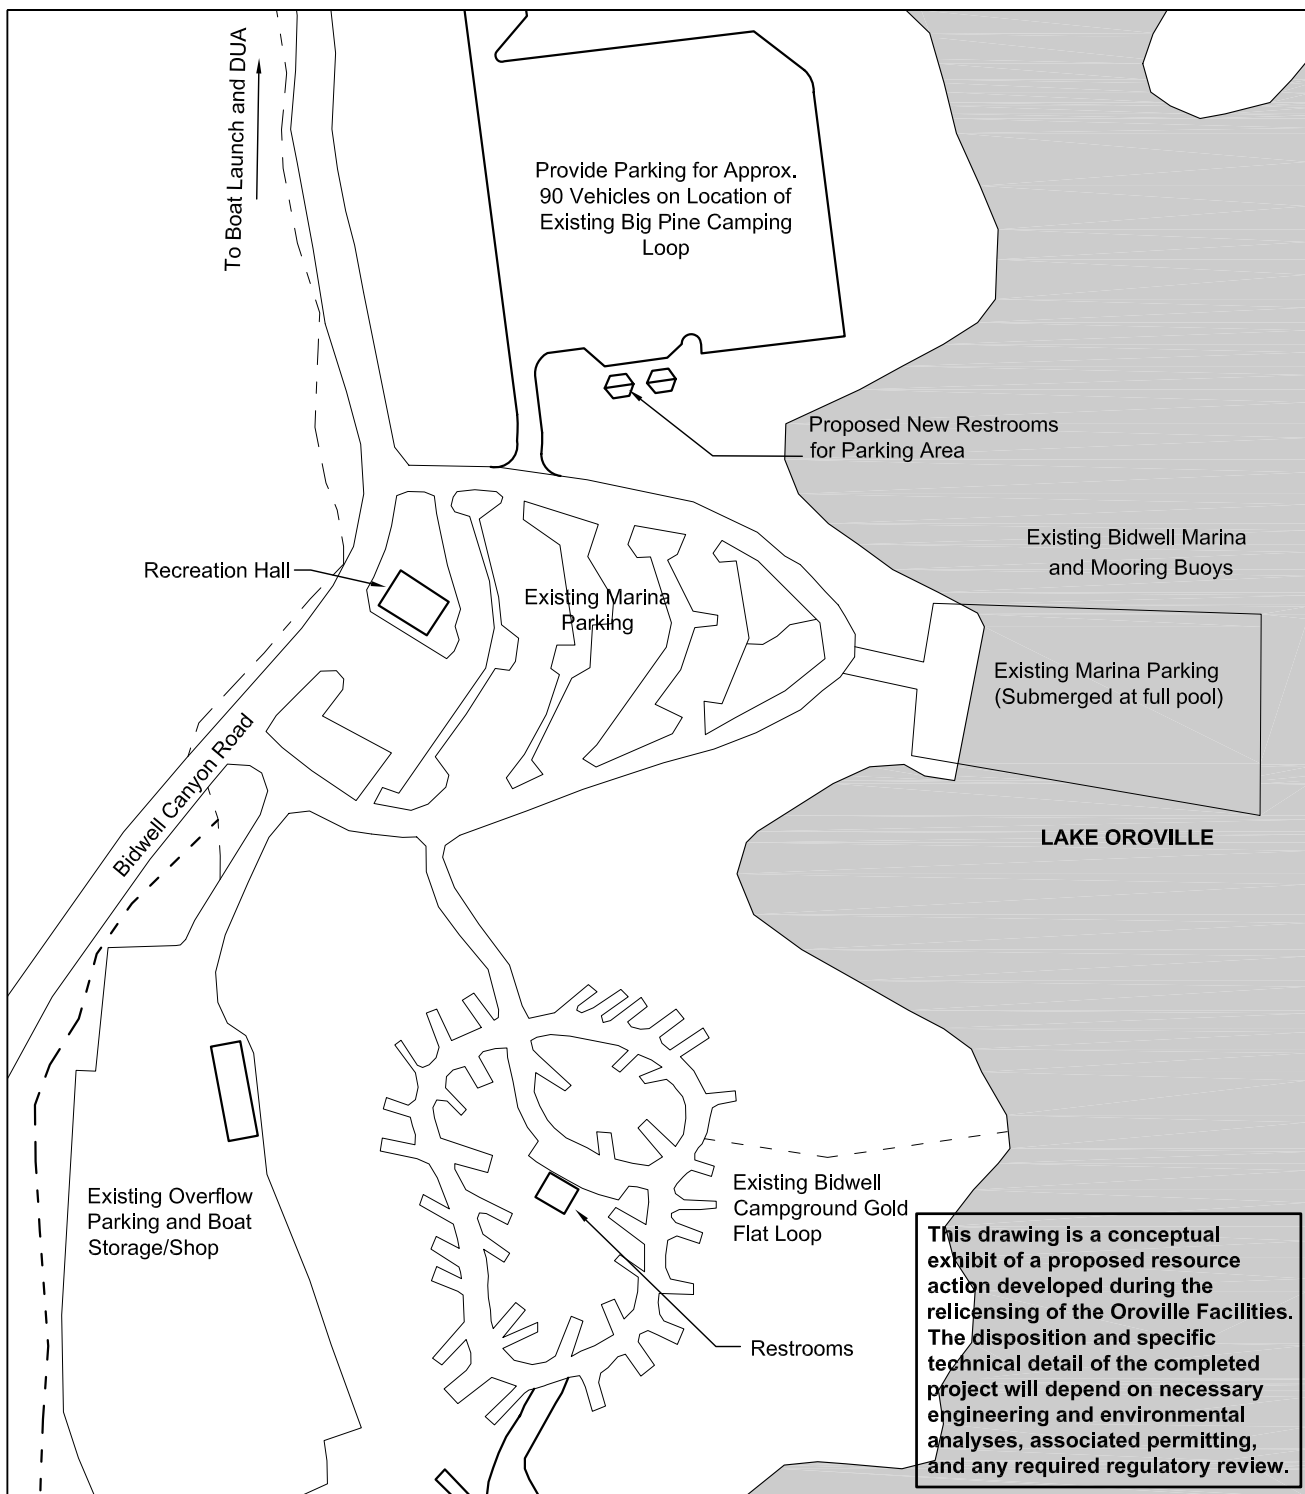 To Boat Launch and DUA
Provide Parking for Approx.
90 Vehicles on Location of
Existing Big Pine Camping
Loop
Proposed New Restrooms
for Parking Area
Existing Bidwell Marina
and Mooring Buoys
Recreation Hall
Existing Marina
Parking
Existing Marina Parking
(Submerged at full pool)
Bidwell Canyon Road
LAKE OROVILLE
Existing Overflow
Parking and Boat
Storage/Shop
Existing Bidwell
Campground Gold
Flat Loop
Restrooms
This drawing is a conceptual
exhibit of a proposed resource
action developed during the
relicensing of the Oroville Facilities.
The disposition and specific
technical detail of the completed
project will depend on necessary
engineering and environmental
analyses, associated permitting,
and any required regulatory review.